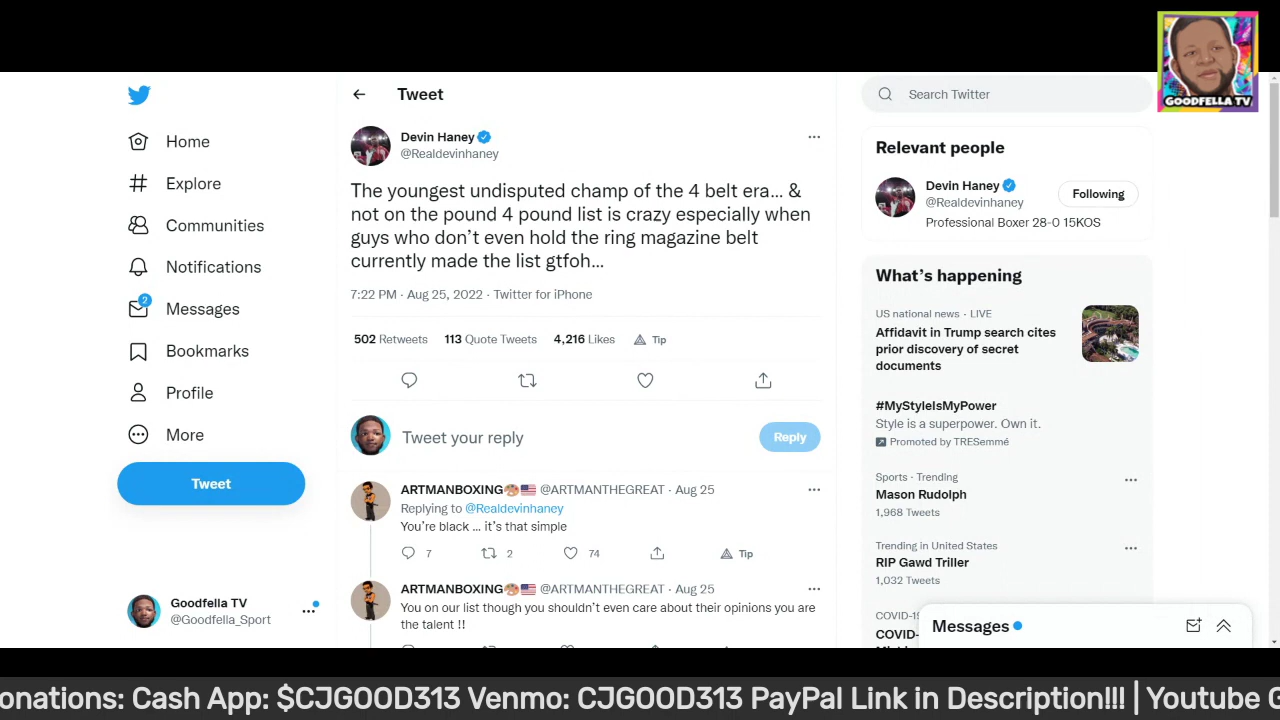 GOODFELLA TV
Home
Explore
Communities
Notifications
2
Messages
Bookmarks
Profile
More
Tweet
Goodfella TV
@Goodfella_Sport
Tweet
Devin Haney
@Realdevinhaney
The youngest undisputed champ of the 4 belt era... &
not on the pound 4 pound list is crazy especially when
guys who don't even hold the ring magazine belt
currently made the list gtfoh...
7:22 PM · Aug 25, 2022 · Twitter for iPhone
502 Retweets 113 Quote Tweets 4,216 Likes Tip
Tweet your reply
Reply
ARTMANBOXING🎨🇺🇸 @ARTMANTHEGREAT · Aug 25
Replying to @Realdevinhaney
You're black ... it's that simple
7 2 74 Tip
ARTMANBOXING🎨🇺🇸 @ARTMANTHEGREAT · Aug 25
You on our list though you shouldn't even care about their opinions you are
the talent !!
Search Twitter
Relevant people
Devin Haney
@Realdevinhaney
Following
Professional Boxer 28-0 15KOS
What's happening
US national news · LIVE
Affidavit in Trump search cites
prior discovery of secret
documents
#MyStyleIsMyPower
Style is a superpower. Own it.
Promoted by TRESemmé
Sports · Trending
Mason Rudolph
1,968 Tweets
Trending in United States
RIP Gawd Triller
1,032 Tweets
COVID-19
COVID-
Messages
onations: Cash App: $CJGOOD313 Venmo: CJGOOD313 PayPal Link in Description!!! | Youtube G